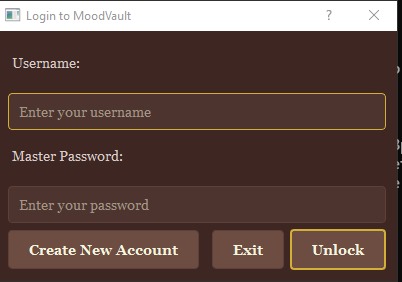 Login to MoodVault ?
Username:
Enter your username
Master Password:
Enter your password
Create New Account Exit Unlock